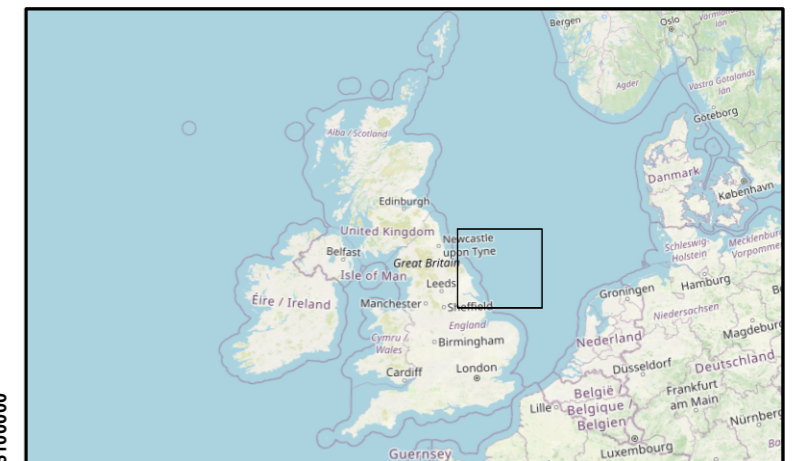 Bergen
Oslo
Agder
Västra Götalands
län
Göteborg
Alba / Scotland
Danmark
København
Edinburgh
United Kingdom
Newcastle
upon Tyne
Belfast
Great Britain
Isle of Man
Leeds
Schleswig-
Holstein
Mecklenburg-
Vorpommern
Éire / Ireland
Manchester
Sheffield
Groningen
Hamburg
Niedersachsen
England
Cymru /
Wales
Birmingham
Nederland
Magdeburg
Cardiff
London
Düsseldorf
Deutschland
Lille
België /
Belgique /
Belgien
Frankfurt
am Main
Nürnberg
Guernsey
Luxembourg